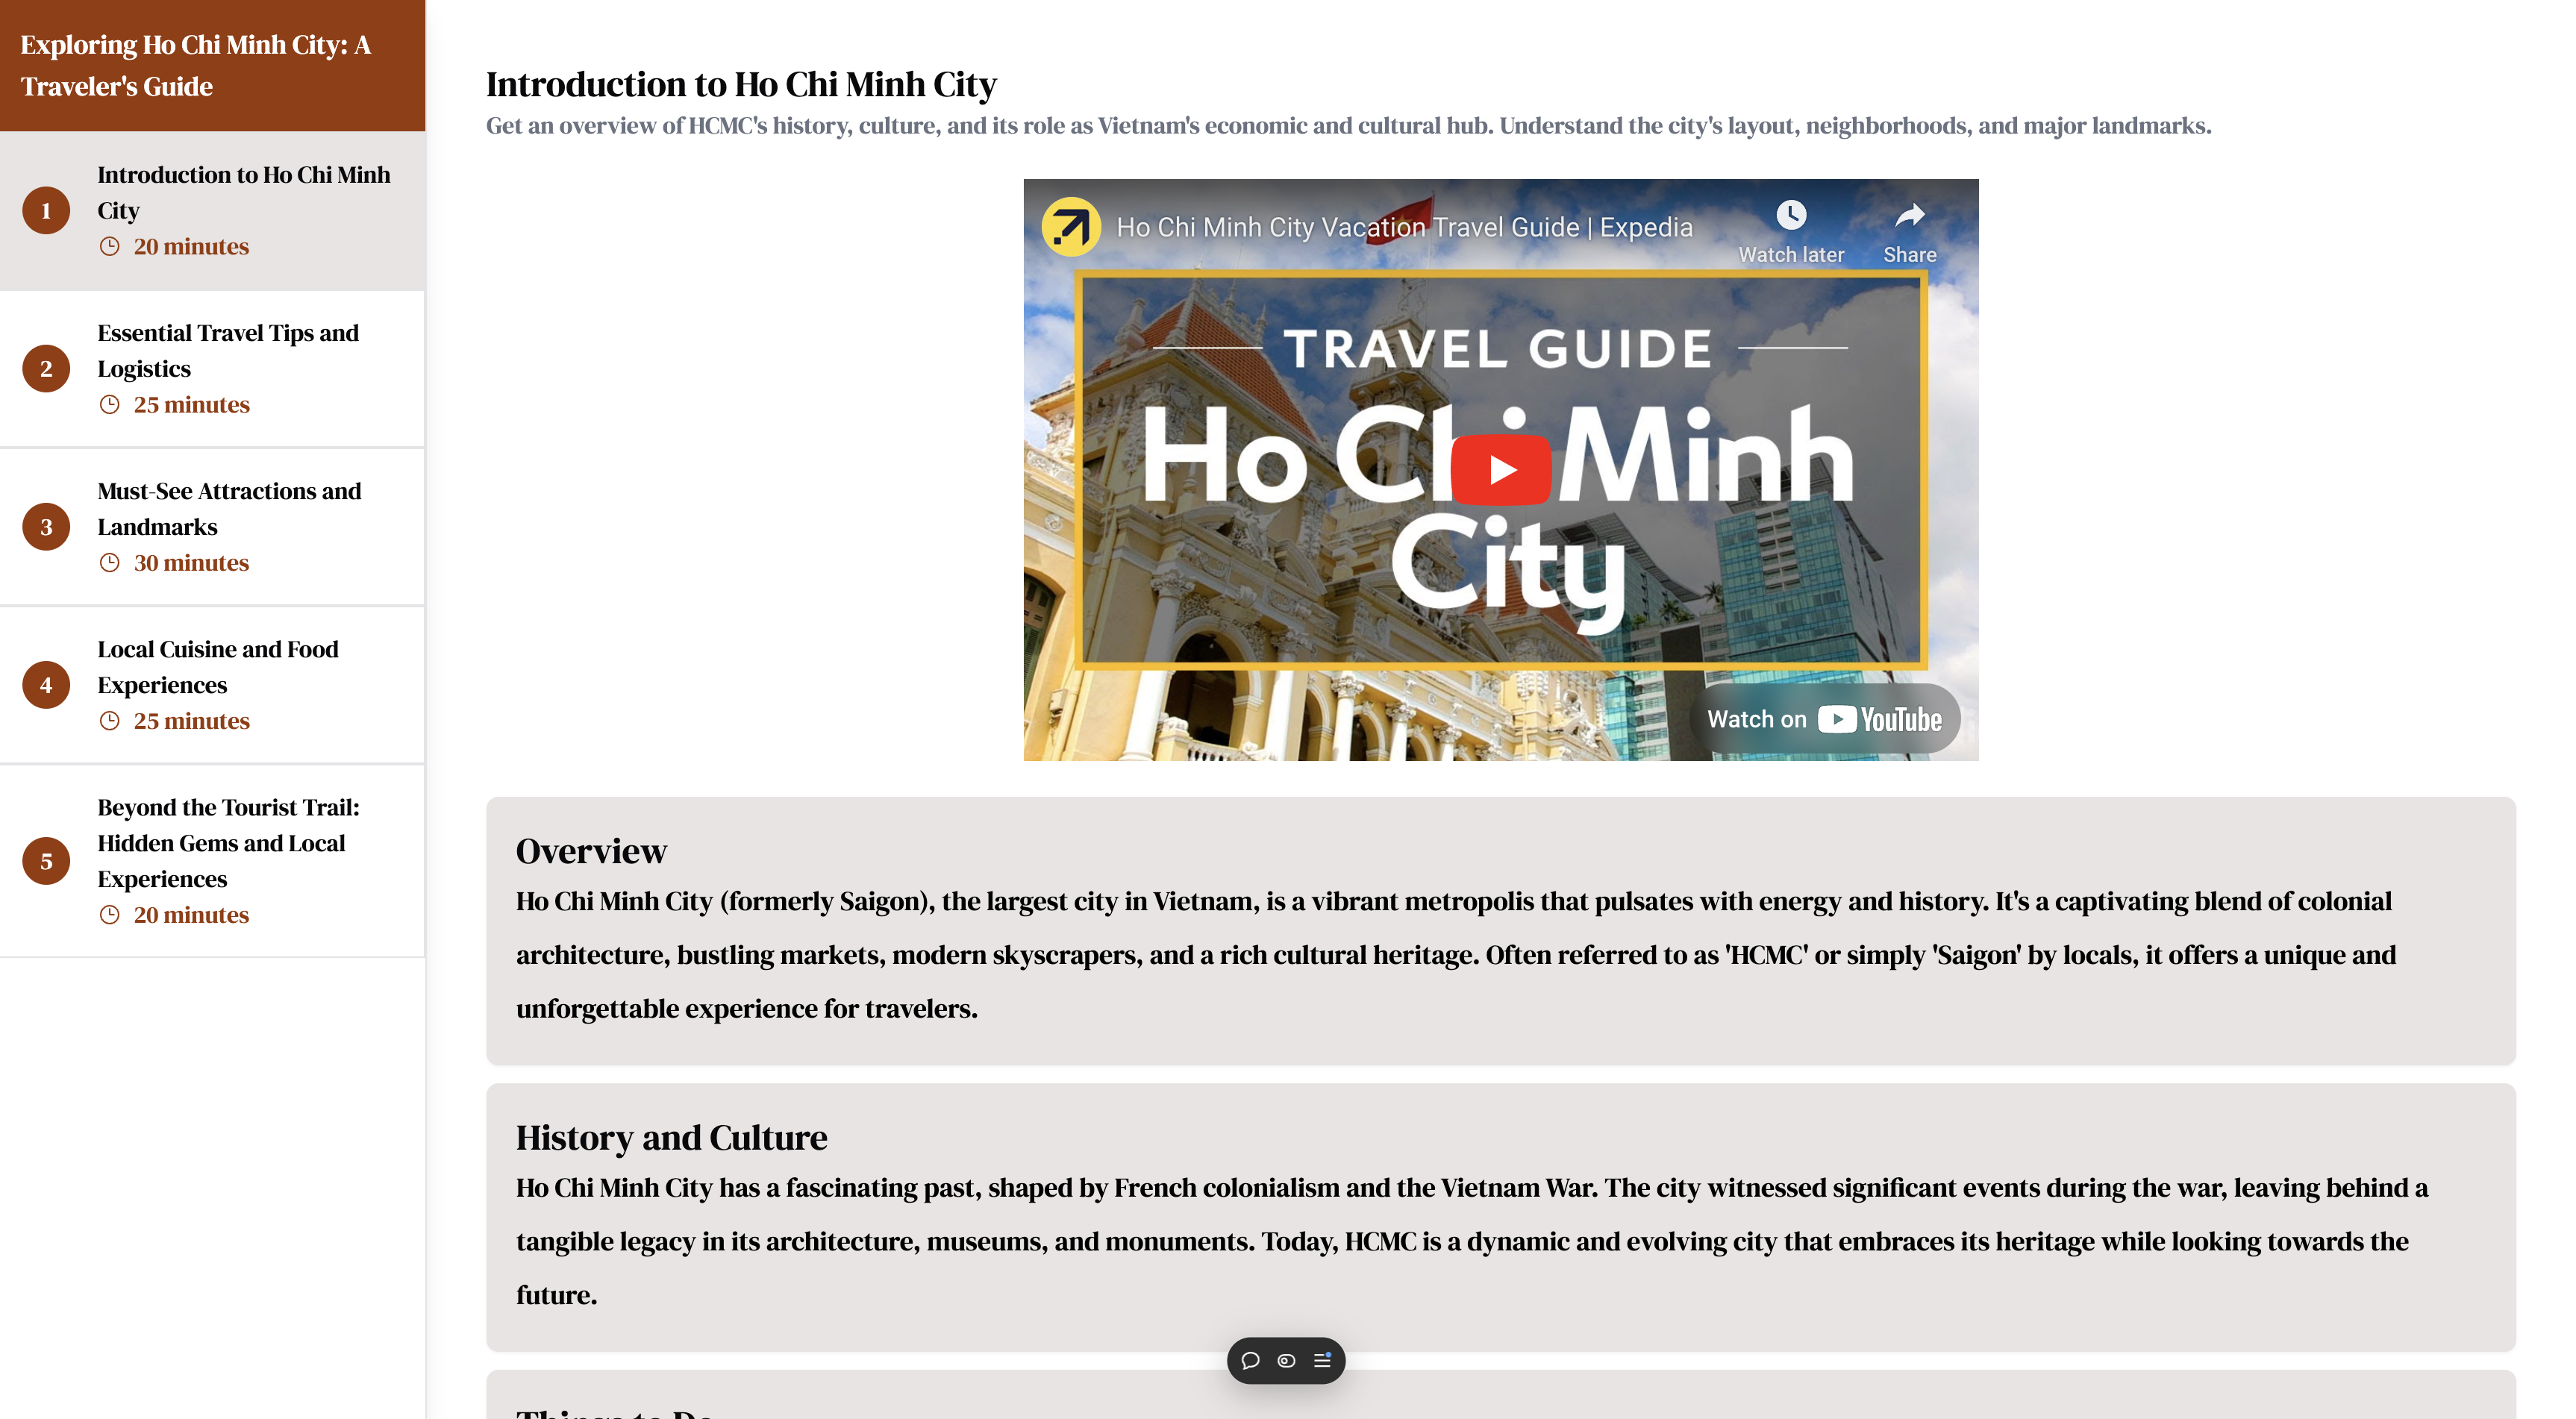 Exploring Ho Chi Minh City: A
Traveler's Guide
1
Introduction to Ho Chi Minh
City
20 minutes
2
Essential Travel Tips and
Logistics
25 minutes
3
Must-See Attractions and
Landmarks
30 minutes
4
Local Cuisine and Food
Experiences
25 minutes
5
Beyond the Tourist Trail:
Hidden Gems and Local
Experiences
20 minutes
Introduction to Ho Chi Minh City
Get an overview of HCMC's history, culture, and its role as Vietnam's economic and cultural hub. Understand the city's layout, neighborhoods, and major landmarks.
Ho Chi Minh City Vacation Travel Guide | Expedia
Watch later
Share
TRAVEL GUIDE
Ho Chi Minh
City
Watch on YouTube
Overview
Ho Chi Minh City (formerly Saigon), the largest city in Vietnam, is a vibrant metropolis that pulsates with energy and history. It's a captivating blend of colonial
architecture, bustling markets, modern skyscrapers, and a rich cultural heritage. Often referred to as 'HCMC' or simply 'Saigon' by locals, it offers a unique and
unforgettable experience for travelers.
History and Culture
Ho Chi Minh City has a fascinating past, shaped by French colonialism and the Vietnam War. The city witnessed significant events during the war, leaving behind a
tangible legacy in its architecture, museums, and monuments. Today, HCMC is a dynamic and evolving city that embraces its heritage while looking towards the
future.
Things to Do